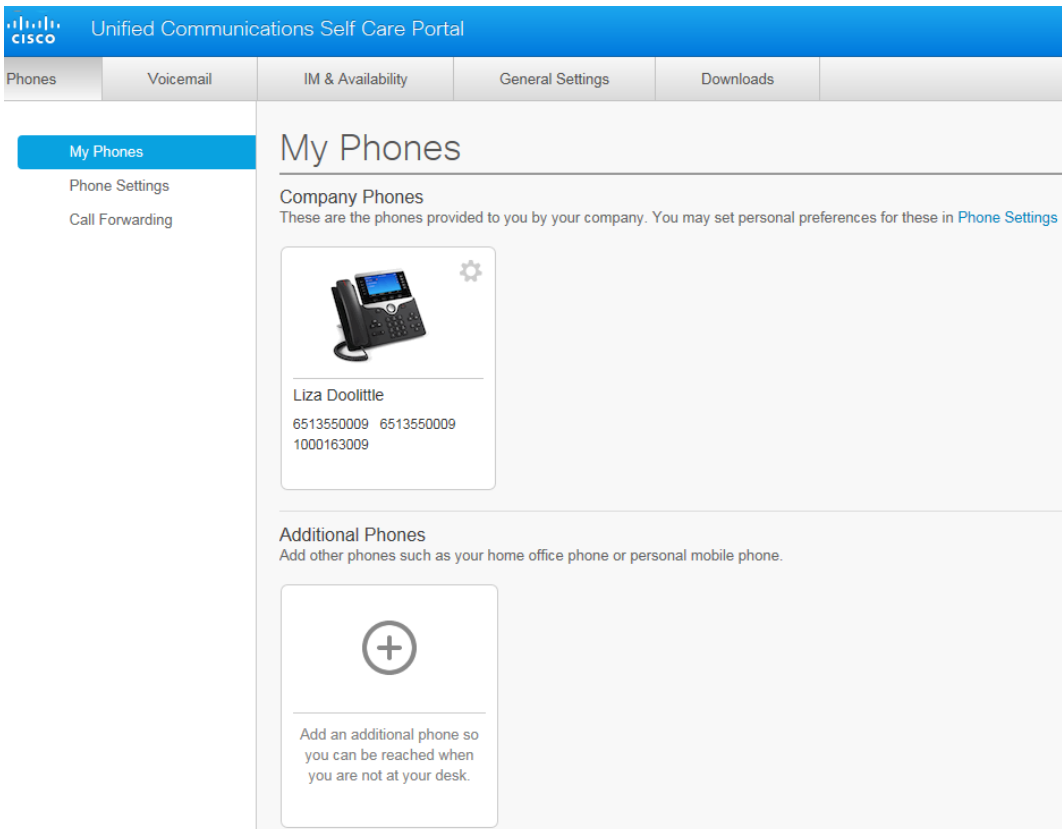 CISCO
Unified Communications Self Care Portal
Phones Voicemail IM & Availability General Settings Downloads
My Phones
Phone Settings
Call Forwarding
My Phones
Company Phones
These are the phones provided to you by your company. You may set personal preferences for these in Phone Settings
Liza Doolittle
6513550009 6513550009
1000163009
Additional Phones
Add other phones such as your home office phone or personal mobile phone.
Add an additional phone so
you can be reached when
you are not at your desk.